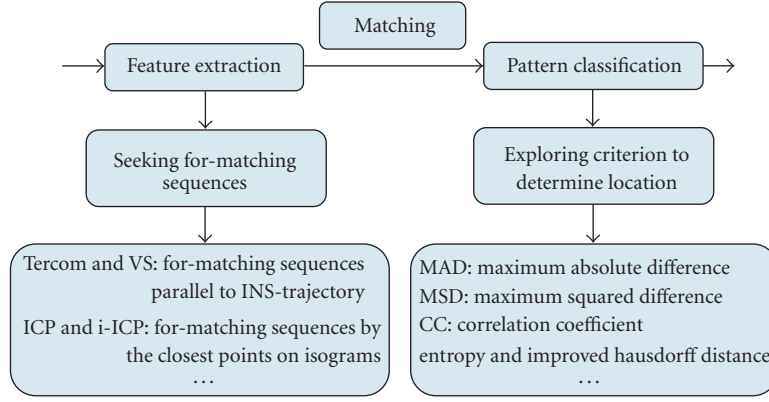 Matching
Feature extraction
Pattern classification
Seeking for-matching
sequences
Exploring criterion to
determine location
Tercom and VS: for-matching sequences
parallel to INS-trajectory
ICP and i-ICP: for-matching sequences by
the closest points on isograms
...
MAD: maximum absolute difference
MSD: maximum squared difference
CC: correlation coefficient
entropy and improved hausdorff distance
...